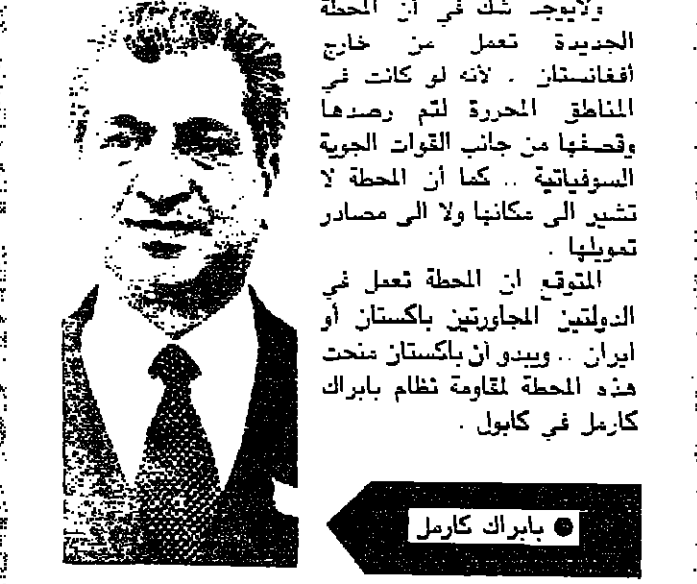 ولايوجد شك في أن المحطة
الجديدة تعمل من خارج
أفغانستان . لأنه لو كانت في
المناطق المحررة لتم رصدها
وقصفها من جانب القوات الجوية
السوفياتية .. كما أن المحطة لا
تشير الى مكانها ولا الى مصادر
تمويلها .
المتوقع ان المحطة تعمل في
الدولتين المجاورتين باكستان أو
ايران .. ويبدو أن باكستان منحت
هذه المحطة لمقاومة نظام بابراك
كارمل في كابول .
● بابراك كارمل